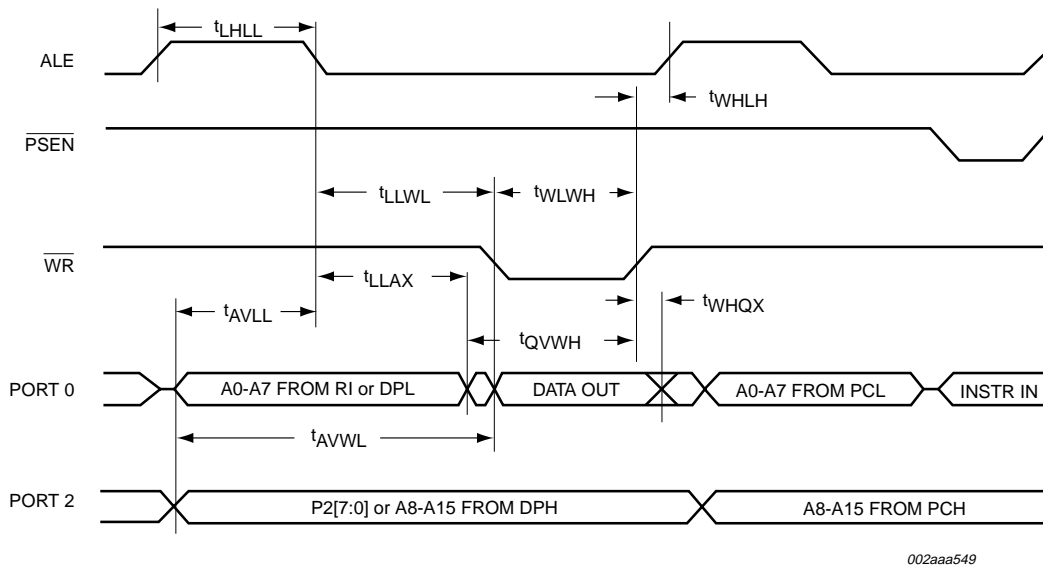 tLHLL
ALE
tWHLH
PSEN
tLLWL
tWLWH
WR
tLLAX
tWHQX
tAVLL
tQVWH
PORT 0
A0-A7 FROM RI or DPL
DATA OUT
A0-A7 FROM PCL
INSTR IN
tAVWL
PORT 2
P2[7:0] or A8-A15 FROM DPH
A8-A15 FROM PCH
002aaa549